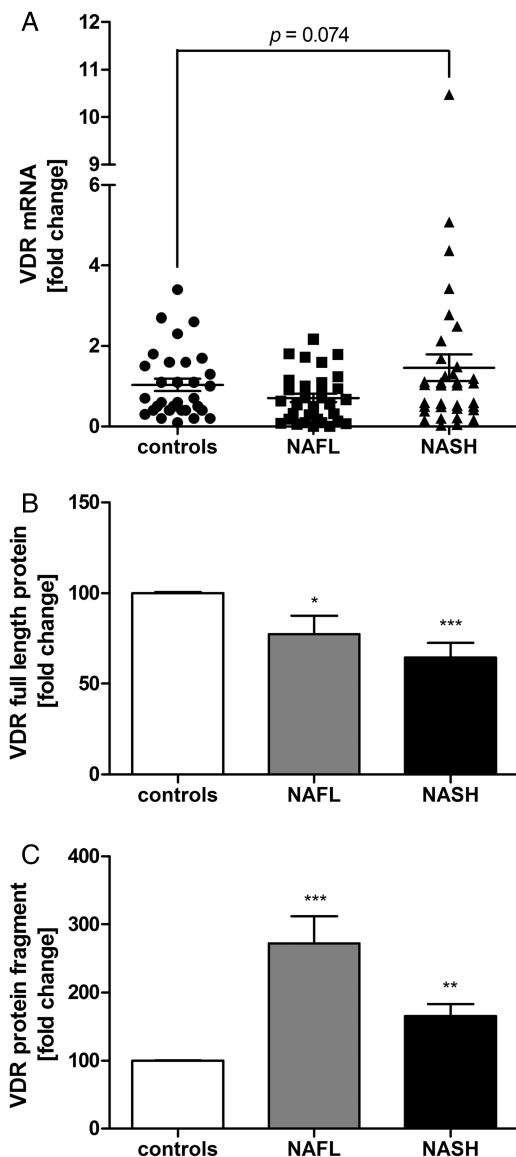 A
p = 0.074
VDR mRNA
[fold change]
12
11
10
9
6
4
2
0
controls NAFL NASH
B
VDR full length protein
[fold change]
150
100
50
0
*
***
controls NAFL NASH
C
VDR protein fragment
[fold change]
400
300
200
100
0
***
**
controls NAFL NASH